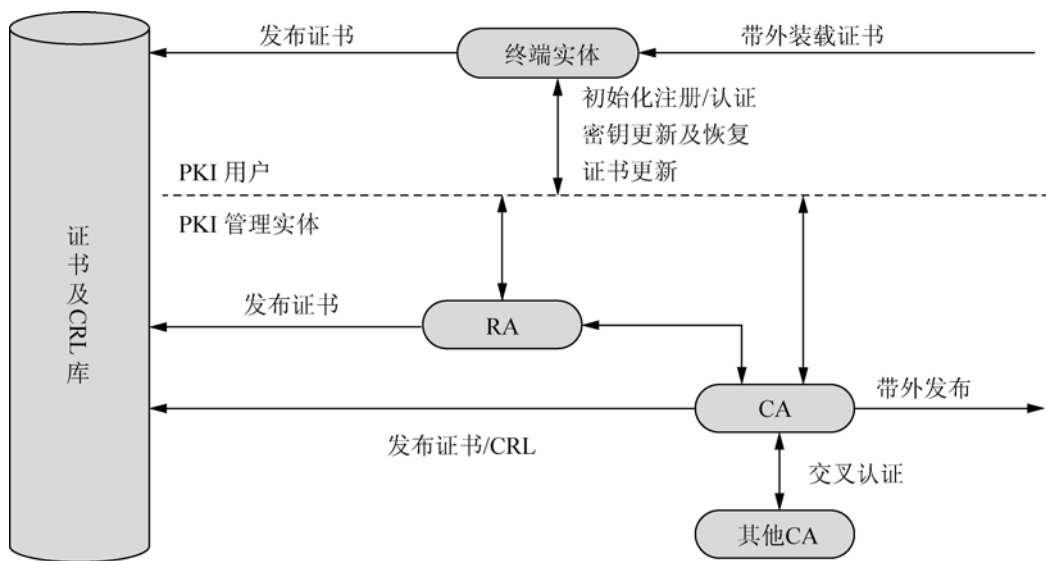 发布证书
终端实体
带外装载证书
初始化注册/认证
密钥更新及恢复
证书更新
PKI 用户
PKI 管理实体
证书及CRL库
发布证书
RA
CA
带外发布
发布证书/CRL
交叉认证
其他CA